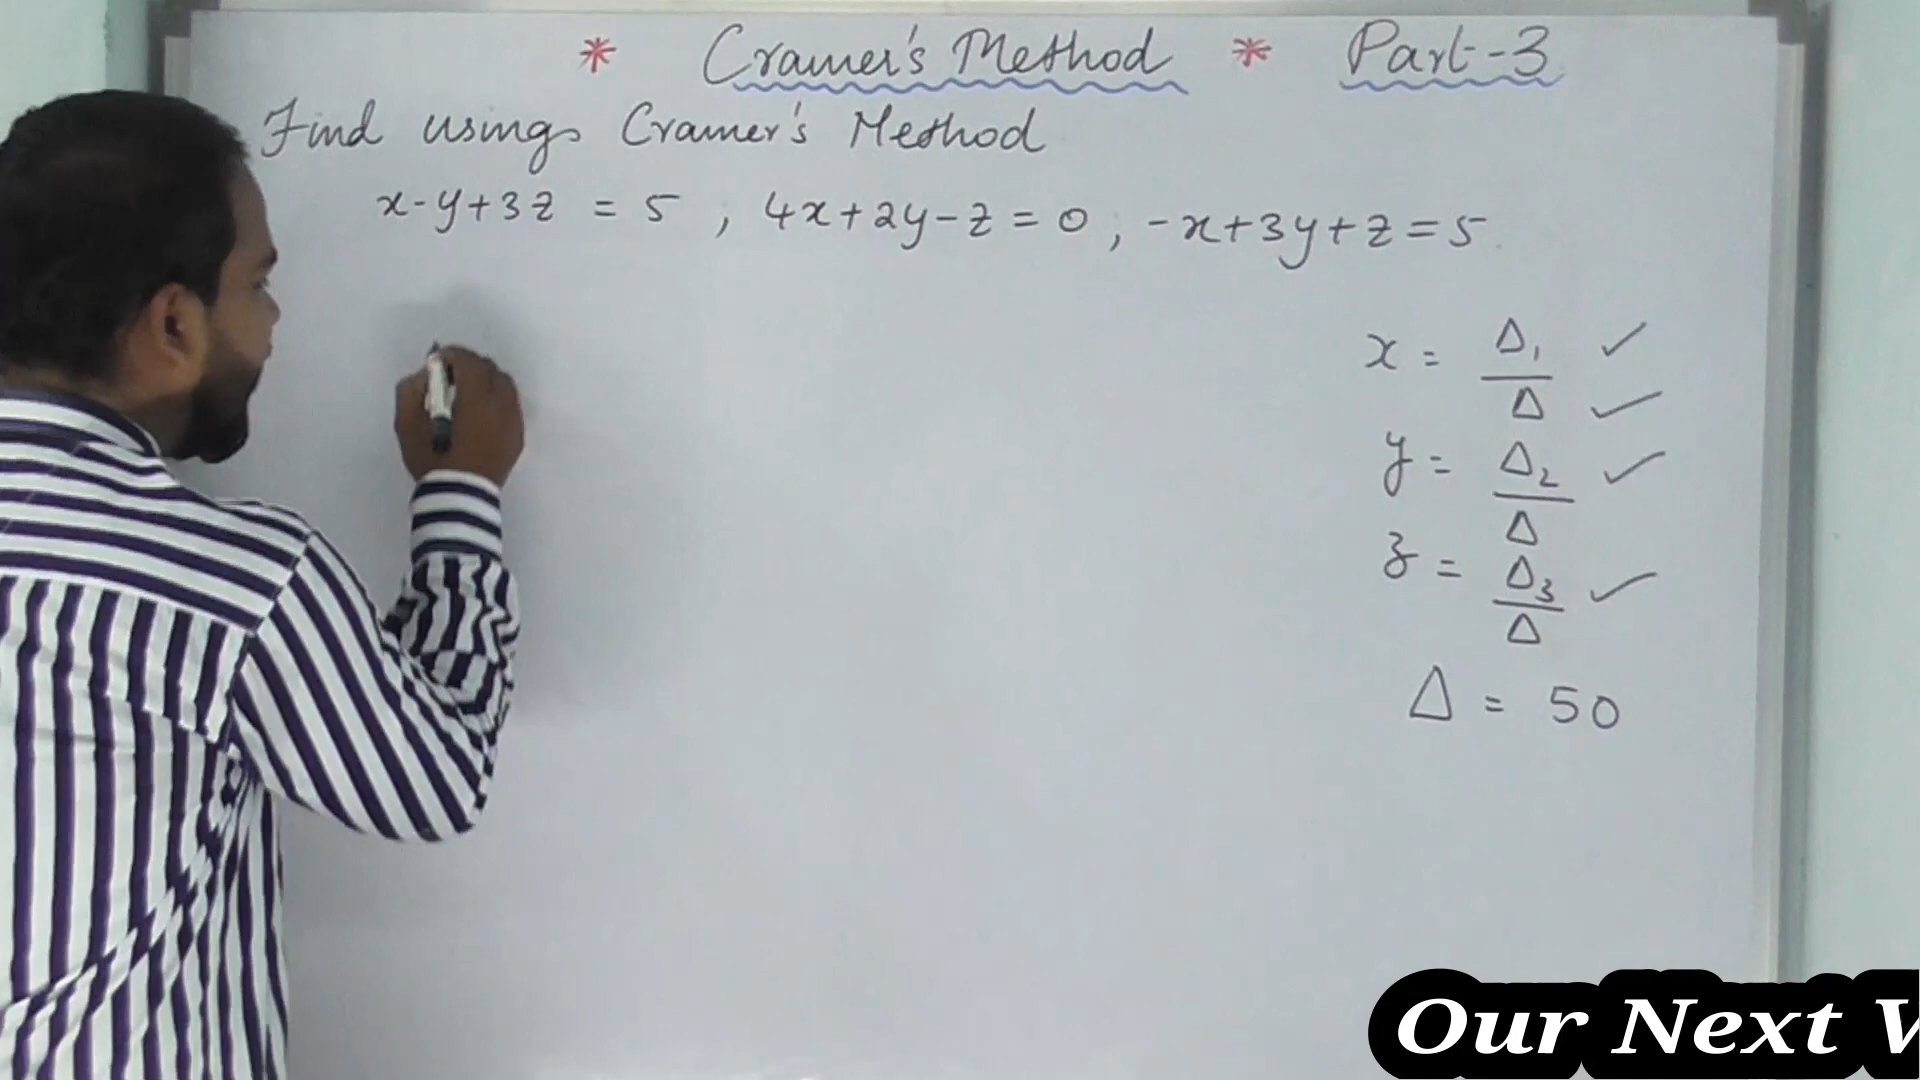 * Cramer's Method * Part-3
Find using Cramer's Method
x-y+3z = 5 , 4x+2y-z=0, -x+3y+z=5
x = Δ₁/Δ ✓ ✓
y = Δ₂/Δ ✓
z = Δ₃/Δ ✓
Δ = 50
Our Next